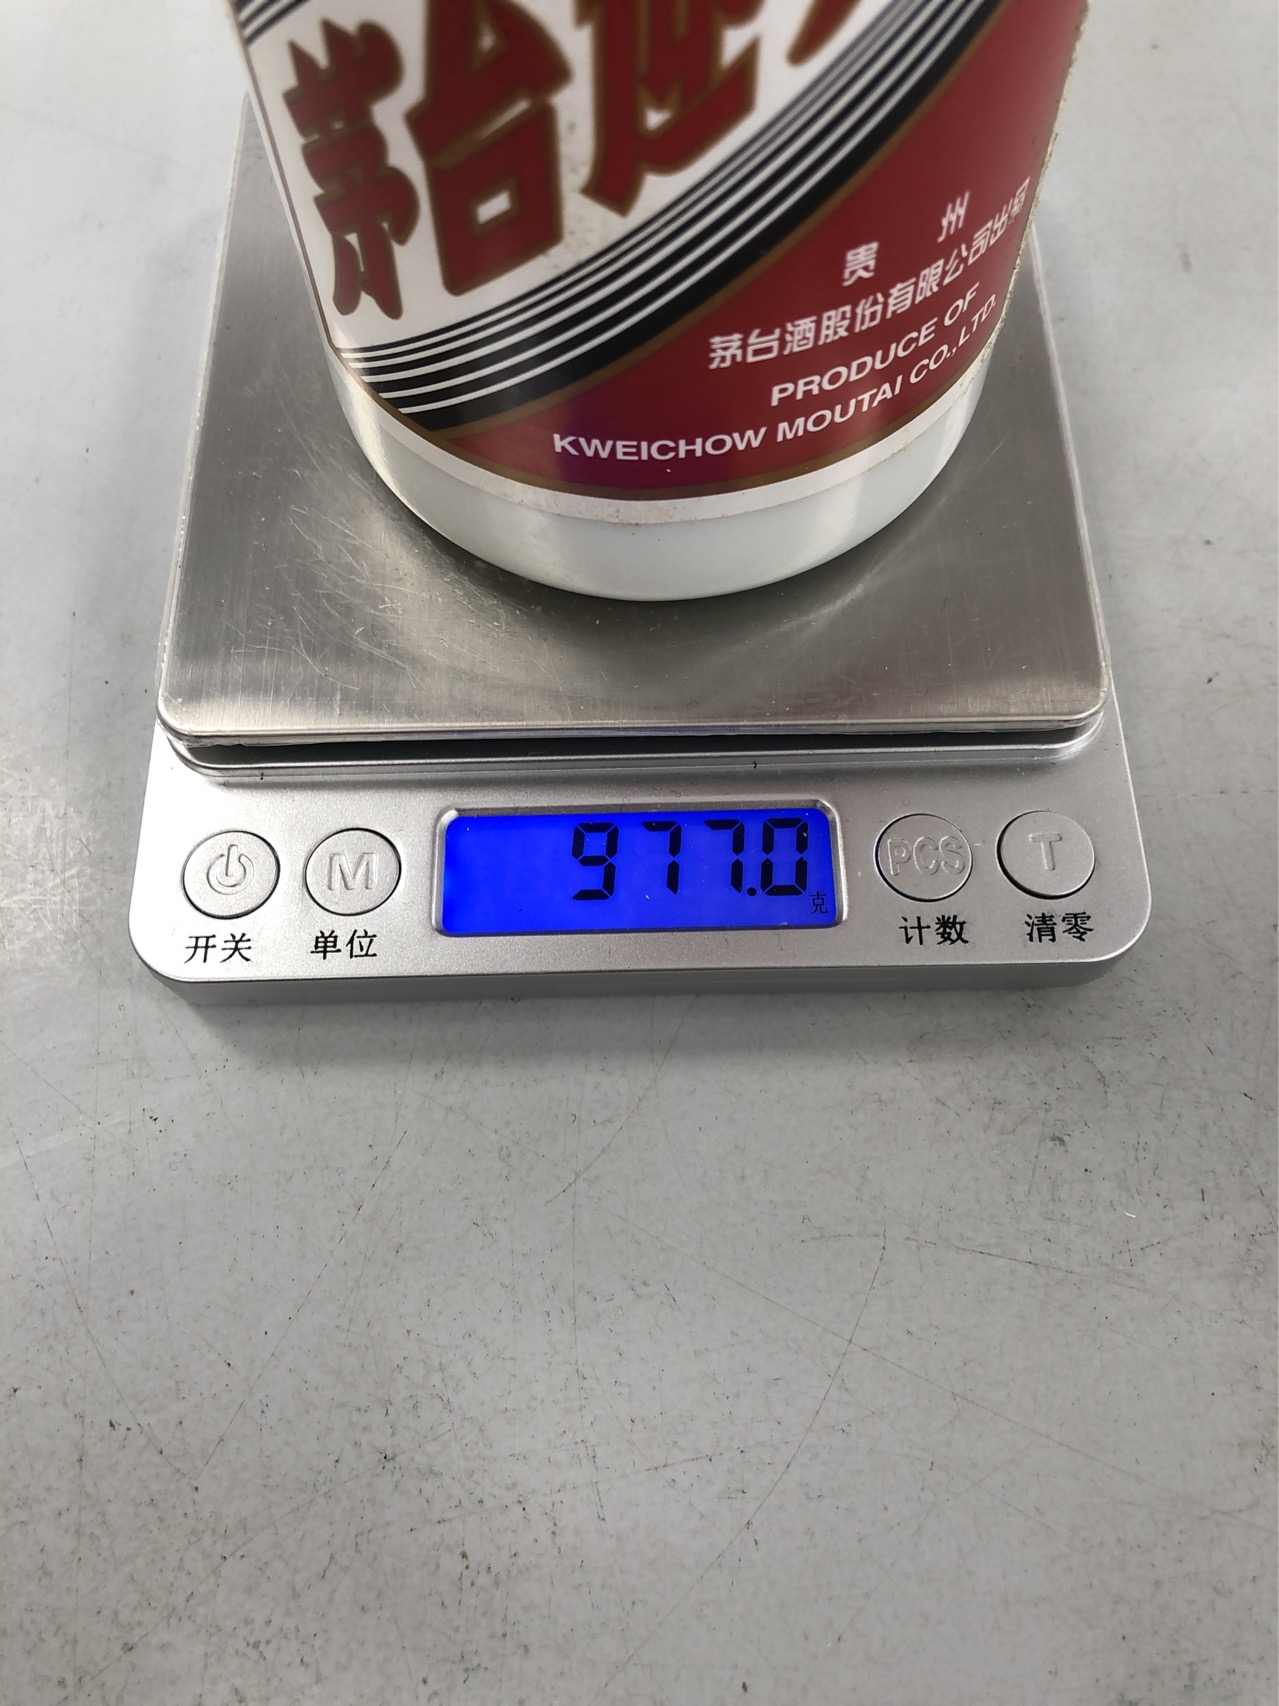 茅台迎
贵 州
茅台酒股份有限公司出品
PRODUCE OF
KWEICHOW MOUTAI CO.,LTD.
977.0
克
PCS
M
T
开关
单位
计数
清零